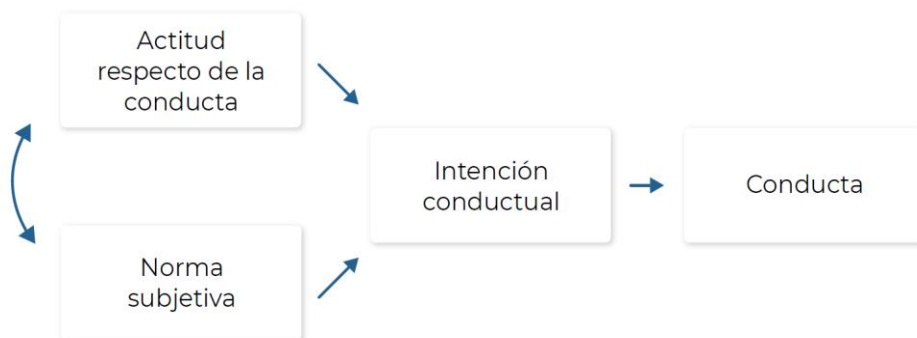 Actitud
respecto de la
conducta
Norma
subjetiva
Intención
conductual
Conducta